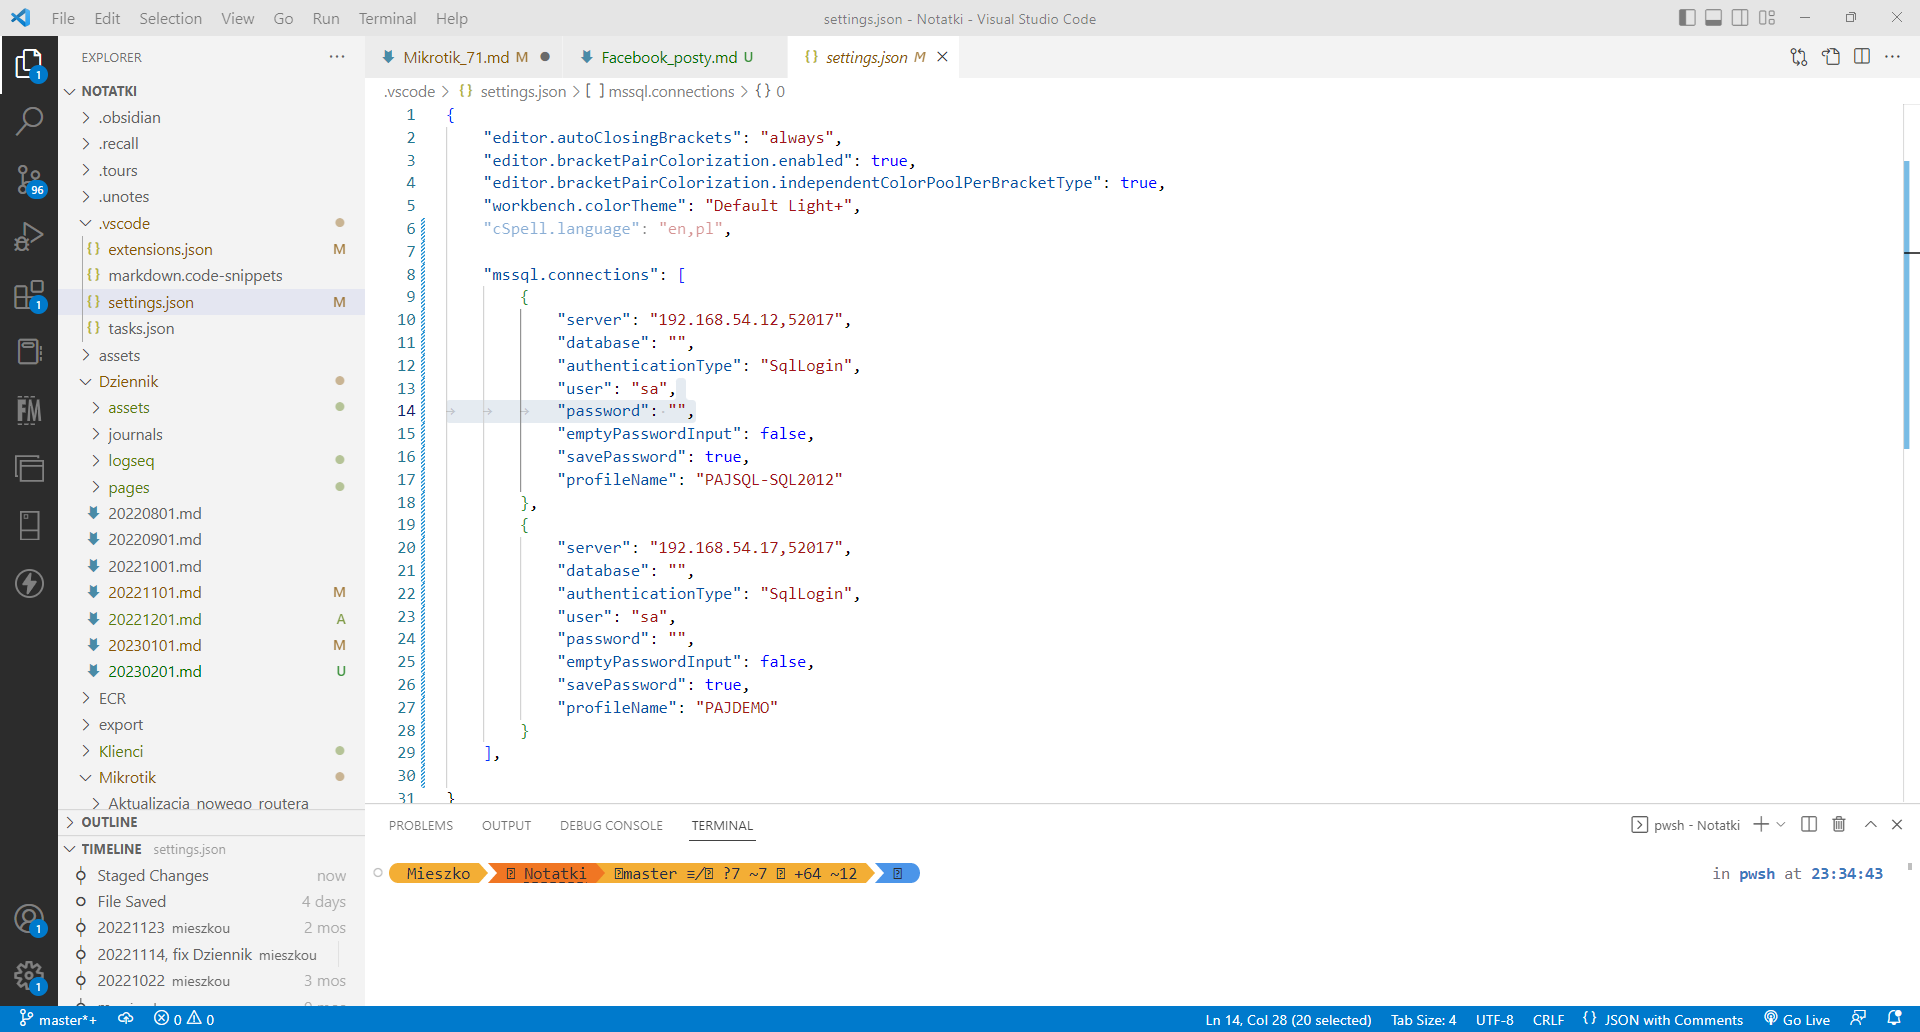 File Edit Selection View Go Run Terminal Help
settings.json - Notatki - Visual Studio Code
EXPLORER
NOTATKI
.obsidian
.recall
.tours
.unotes
.vscode
extensions.json M
markdown.code-snippets
settings.json M
tasks.json
assets
Dziennik
assets
journals
logseq
pages
20220801.md
20220901.md
20221001.md
20221101.md M
20221201.md A
20230101.md M
20230201.md U
ECR
export
Klienci
Mikrotik
Aktualizacja nowego routera
OUTLINE
TIMELINE settings.json
Staged Changes now
File Saved 4 days
20221123 mieszkou 2 mos
20221114, fix Dziennik mieszkou
20221022 mieszkou 3 mos
1
96
1
1
1
Mikrotik_71.md M
Facebook_posty.md U
settings.json M
.vscode > {} settings.json > [ ] mssql.connections > {} 0
1 {
2 "editor.autoClosingBrackets": "always",
3 "editor.bracketPairColorization.enabled": true,
4 "editor.bracketPairColorization.independentColorPoolPerBracketType": true,
5 "workbench.colorTheme": "Default Light+",
6 "cSpell.language": "en,pl",
7
8 "mssql.connections": [
9 {
10 "server": "192.168.54.12,52017",
11 "database": "",
12 "authenticationType": "SqlLogin",
13 "user": "sa",
14 "password": "",
15 "emptyPasswordInput": false,
16 "savePassword": true,
17 "profileName": "PAJSQL-SQL2012"
18 },
19 {
20 "server": "192.168.54.17,52017",
21 "database": "",
22 "authenticationType": "SqlLogin",
23 "user": "sa",
24 "password": "",
25 "emptyPasswordInput": false,
26 "savePassword": true,
27 "profileName": "PAJDEMO"
28 }
29 ],
30
31 }
PROBLEMS OUTPUT DEBUG CONSOLE TERMINAL
pwsh - Notatki
Mieszko Notatki master ≡/ ?7 ~7 +64 ~12
in pwsh at 23:34:43
master*+ 0 0
Ln 14, Col 28 (20 selected) Tab Size: 4 UTF-8 CRLF {} JSON with Comments Go Live